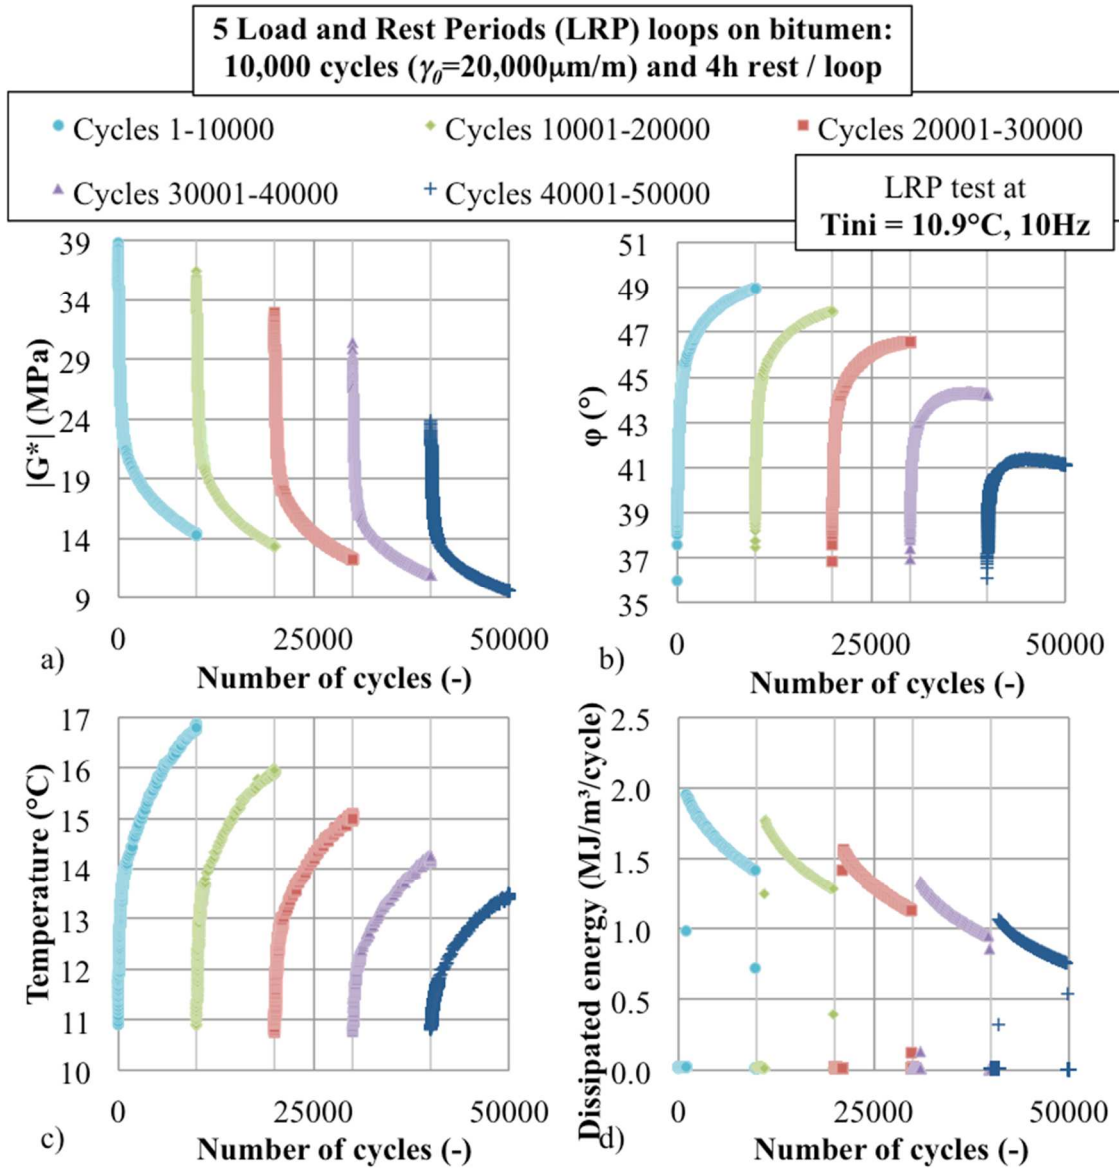 5 Load and Rest Periods (LRP) loops on bitumen:
10,000 cycles (γ₀=20,000μm/m) and 4h rest / loop
Cycles 1-10000
Cycles 10001-20000
Cycles 20001-30000
Cycles 30001-40000
Cycles 40001-50000
LRP test at
Tini = 10.9°C, 10Hz
|G*| (MPa)
39
34
29
24
19
14
9
0
25000
50000
a)
Number of cycles (-)
φ (°)
51
49
47
45
43
41
39
37
35
0
25000
50000
b)
Number of cycles (-)
Temperature (°C)
17
16
15
14
13
12
11
10
0
25000
50000
c)
Number of cycles (-)
Dissipated energy (MJ/m³/cycle)
2.5
2.0
1.5
1.0
0.5
0.0
0
25000
50000
d)
Number of cycles (-)